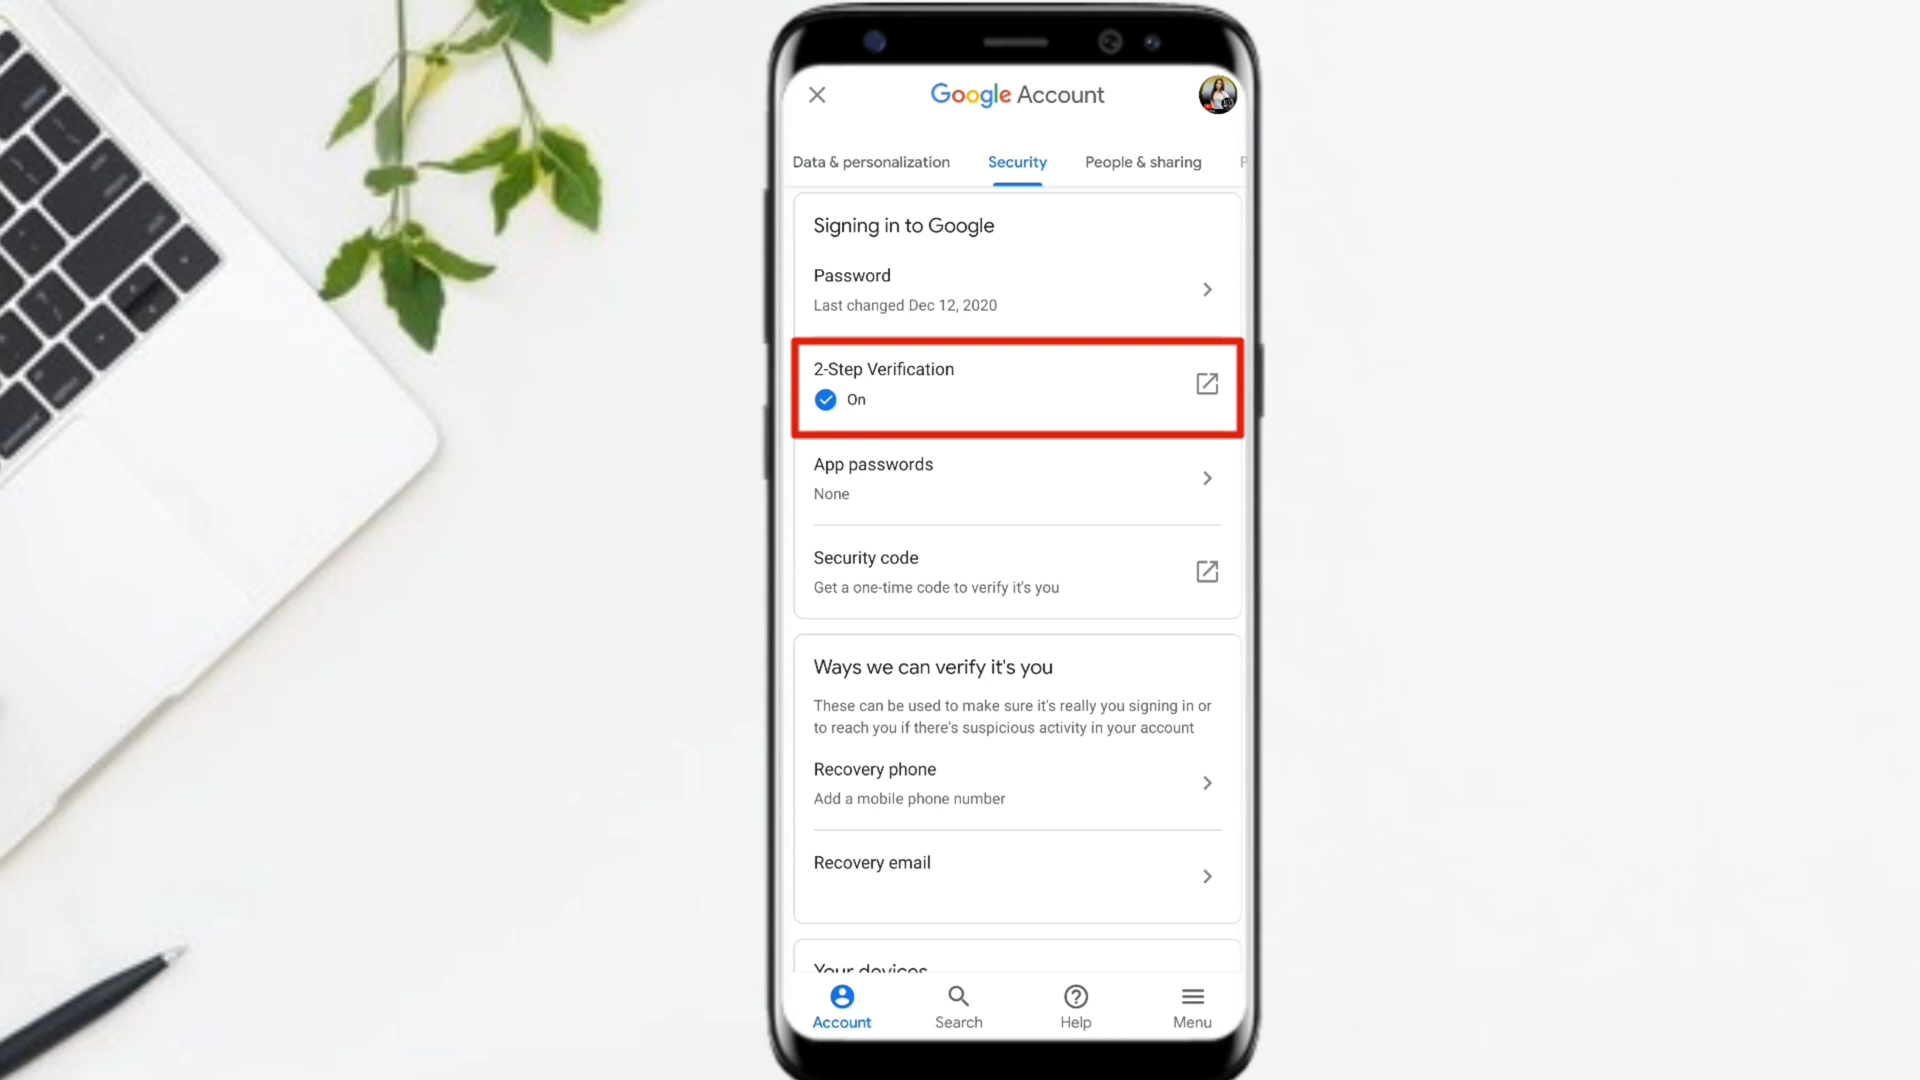 Google Account
Data & personalization Security People & sharing P
Signing in to Google
Password
Last changed Dec 12, 2020
2-Step Verification
On
App passwords
None
Security code
Get a one-time code to verify it's you
Ways we can verify it's you
These can be used to make sure it's really you signing in or
to reach you if there's suspicious activity in your account
Recovery phone
Add a mobile phone number
Recovery email
Your devices
Account Search Help Menu